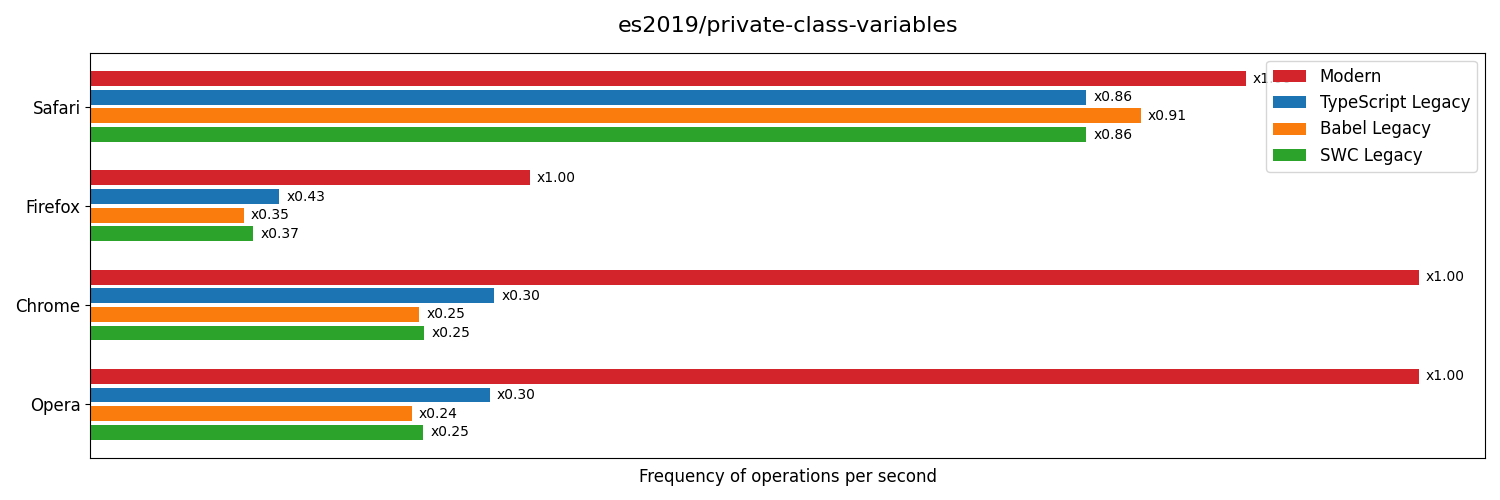 es2019/private-class-variables
Modern
TypeScript Legacy
Babel Legacy
SWC Legacy
Safari
x1.
x0.86
x0.91
x0.86
Firefox
x1.00
x0.43
x0.35
x0.37
Chrome
x1.00
x0.30
x0.25
x0.25
Opera
x1.00
x0.30
x0.24
x0.25
Frequency of operations per second